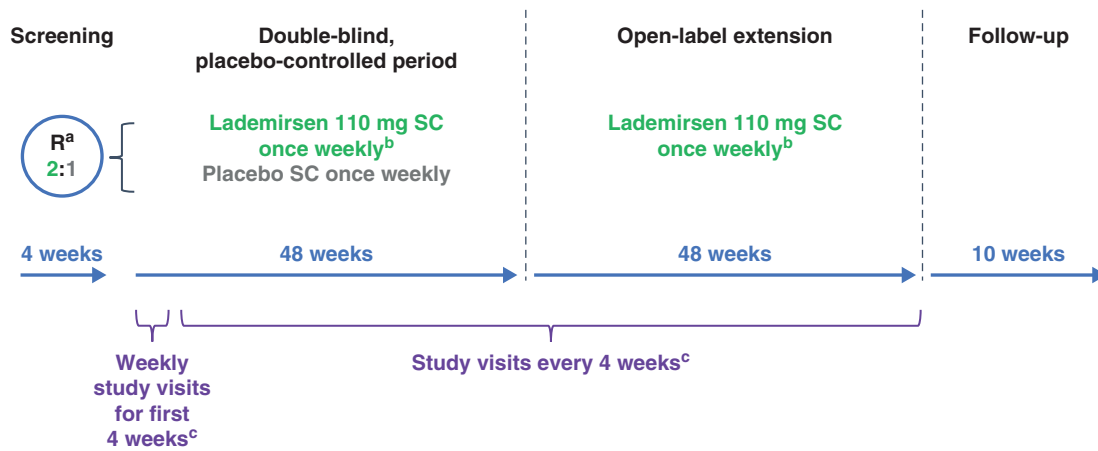 Screening
Double-blind,
placebo-controlled period
Open-label extension
Follow-up
Rᵃ
2:1
Lademirsen 110 mg SC
once weeklyᵇ
Placebo SC once weekly
Lademirsen 110 mg SC
once weeklyᵇ
4 weeks
48 weeks
48 weeks
10 weeks
Weekly
study visits
for first
4 weeksᶜ
Study visits every 4 weeksᶜ